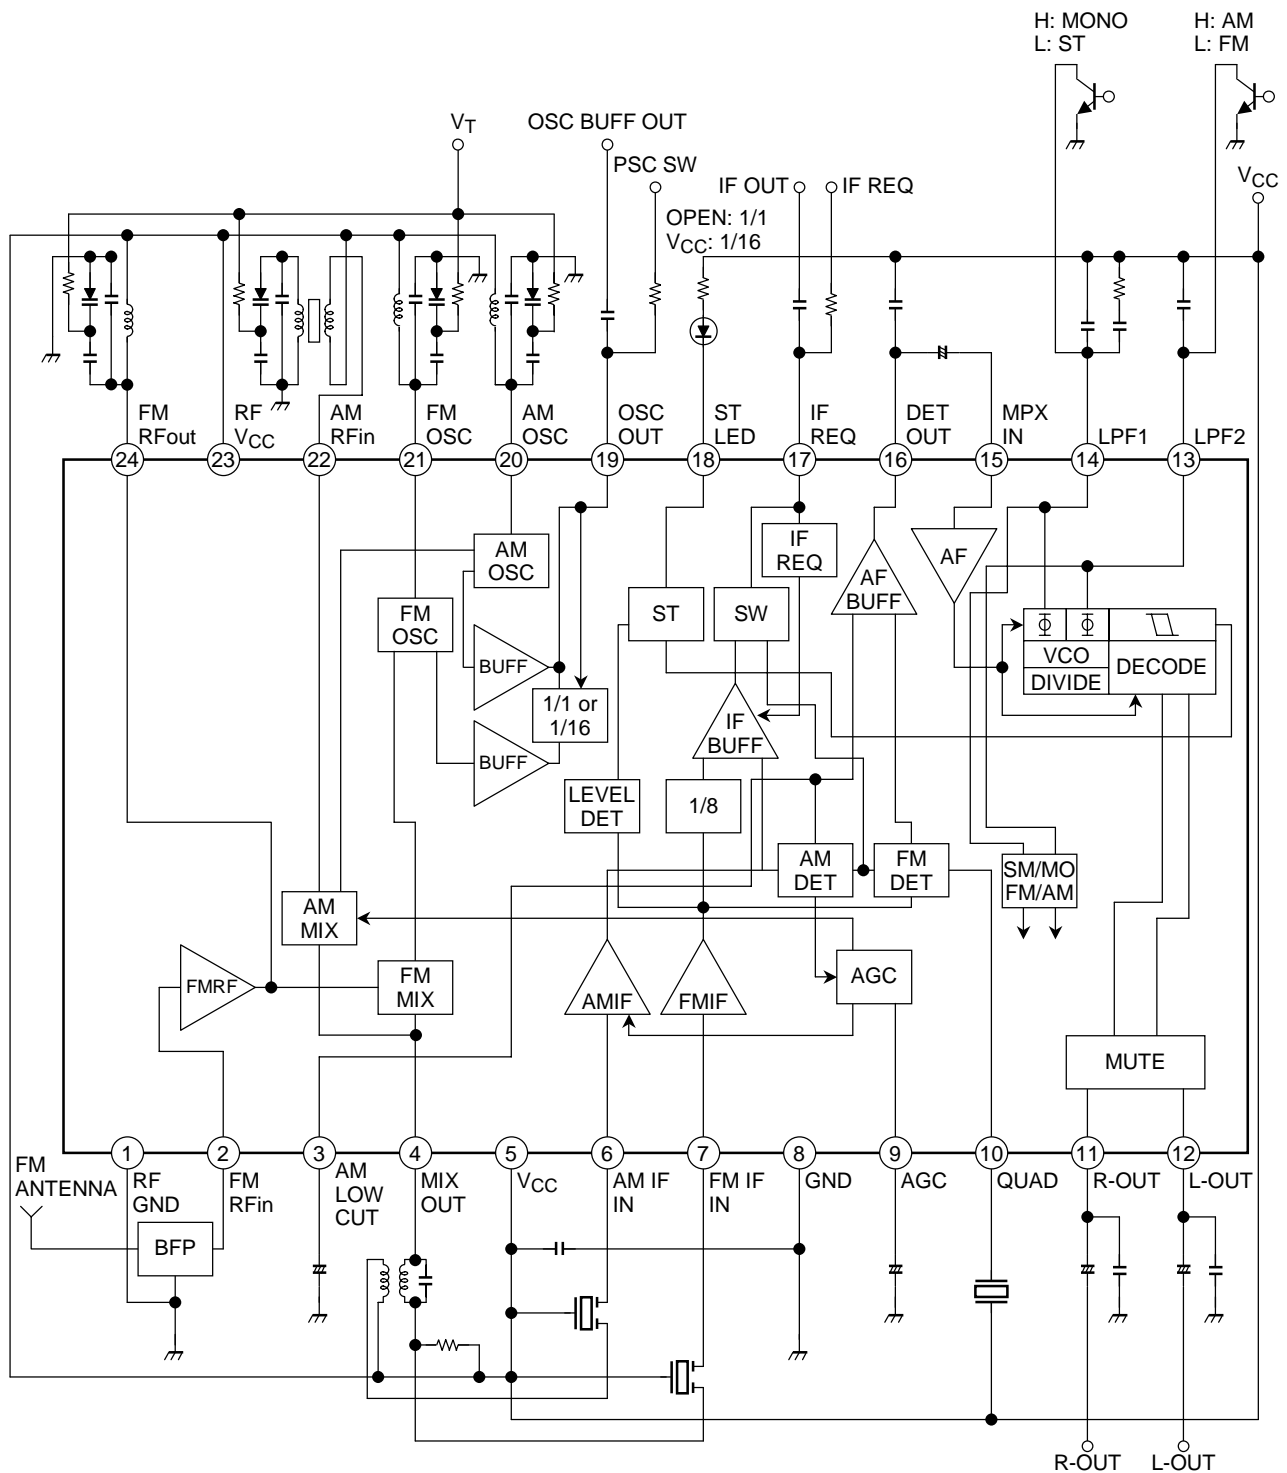 H: MONO
L: ST
H: AM
L: FM
VT
OSC BUFF OUT
PSC SW
IF OUT
IF REQ
VCC
OPEN: 1/1
VCC: 1/16
FM
RFout
RF
VCC
AM
RFin
FM
OSC
AM
OSC
OSC
OUT
ST
LED
IF
REQ
DET
OUT
MPX
IN
LPF1
LPF2
24
23
22
21
20
19
18
17
16
15
14
13
AM
OSC
FM
OSC
BUFF
BUFF
1/1 or
1/16
ST
SW
IF
REQ
AF
BUFF
AF
VCO
DIVIDE
DECODE
IF
BUFF
LEVEL
DET
1/8
AM
DET
FM
DET
SM/MO
FM/AM
AM
MIX
FMRF
FM
MIX
AMIF
FMIF
AGC
MUTE
1
2
3
4
5
6
7
8
9
10
11
12
FM
ANTENNA
RF
GND
FM
RFin
AM
LOW
CUT
MIX
OUT
VCC
AM IF
IN
FM IF
IN
GND
AGC
QUAD
R-OUT
L-OUT
BFP
R-OUT
L-OUT